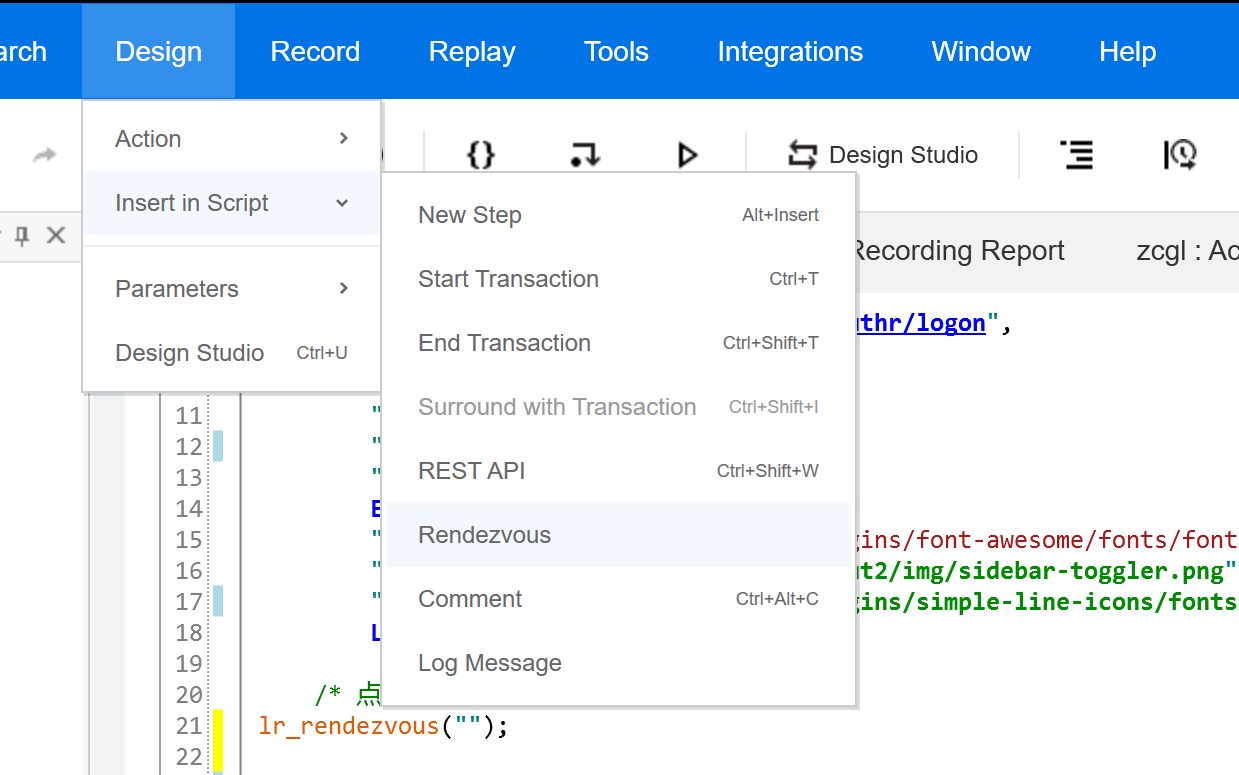 Design Record Replay Tools Integrations Window Help
Action
{} Design Studio
Insert in Script
New Step Alt+Insert
Recording Report zcgl : Ac
Start Transaction Ctrl+T
Parameters
uthr/logon",
End Transaction Ctrl+Shift+T
Design Studio Ctrl+U
Surround with Transaction Ctrl+Shift+I
11 "
12 "
REST API Ctrl+Shift+W
13 "
14
Rendezvous
15 " gins/font-awesome/fonts/font
16 " ut2/img/sidebar-toggler.png"
17 " gins/simple-line-icons/fonts
Comment Ctrl+Alt+C
18 L
19
Log Message
20 /* 点
21 lr_rendezvous("");
22